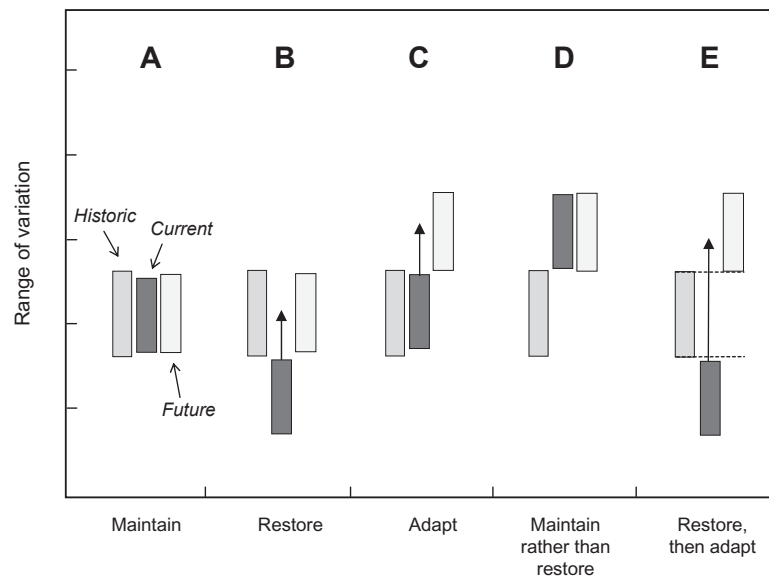 A B C D E
Range of variation
Historic
Current
Future
Maintain
Restore
Adapt
Maintain
rather than
restore
Restore,
then adapt